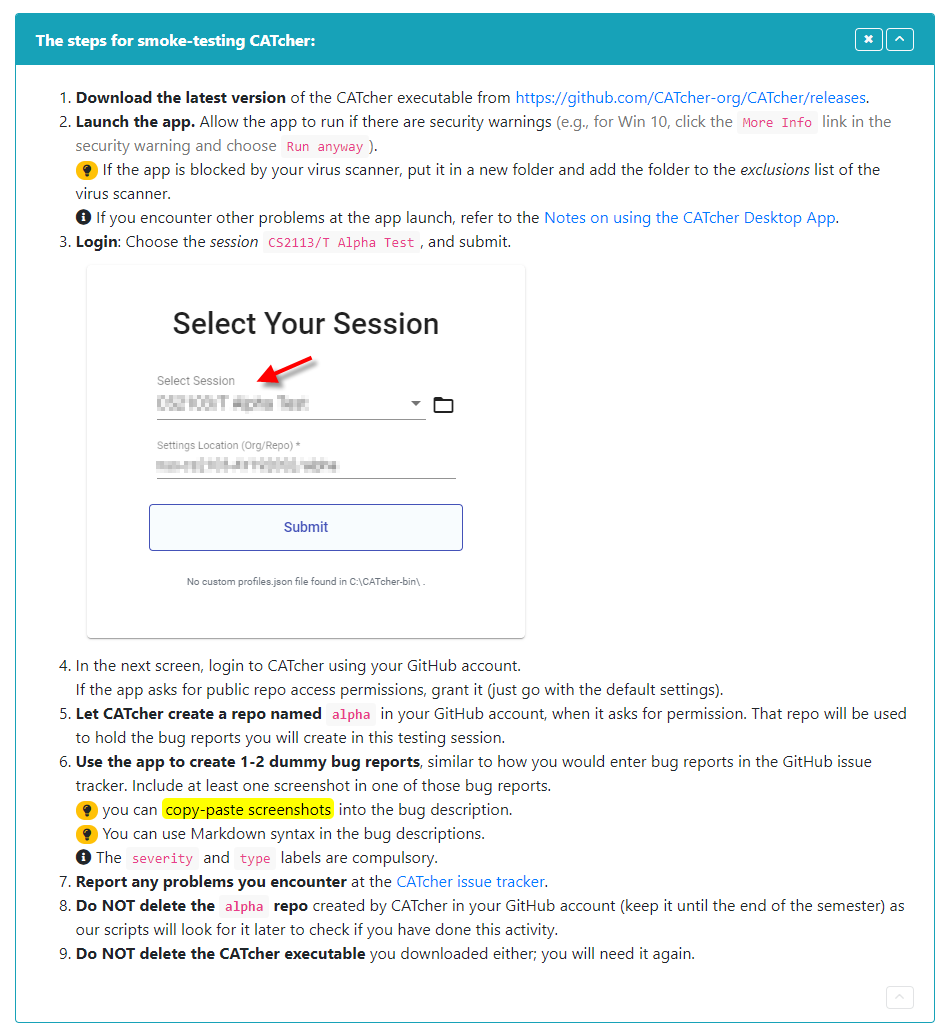 The steps for smoke-testing CATcher:
1. Download the latest version of the CATcher executable from https://github.com/CATcher-org/CATcher/releases.
2. Launch the app. Allow the app to run if there are security warnings (e.g., for Win 10, click the More Info link in the
security warning and choose Run anyway ).
If the app is blocked by your virus scanner, put it in a new folder and add the folder to the exclusions list of the
virus scanner.
If you encounter other problems at the app launch, refer to the Notes on using the CATcher Desktop App.
3. Login: Choose the session CS2113/T Alpha Test , and submit.
Select Your Session
Select Session
Settings Location (Org/Repo) *
Submit
No custom profiles.json file found in C:\CATcher-bin\ .
4. In the next screen, login to CATcher using your GitHub account.
If the app asks for public repo access permissions, grant it (just go with the default settings).
5. Let CATcher create a repo named alpha in your GitHub account, when it asks for permission. That repo will be used
to hold the bug reports you will create in this testing session.
6. Use the app to create 1-2 dummy bug reports, similar to how you would enter bug reports in the GitHub issue
tracker. Include at least one screenshot in one of those bug reports.
you can copy-paste screenshots into the bug description.
You can use Markdown syntax in the bug descriptions.
The severity and type labels are compulsory.
7. Report any problems you encounter at the CATcher issue tracker.
8. Do NOT delete the alpha repo created by CATcher in your GitHub account (keep it until the end of the semester) as
our scripts will look for it later to check if you have done this activity.
9. Do NOT delete the CATcher executable you downloaded either; you will need it again.